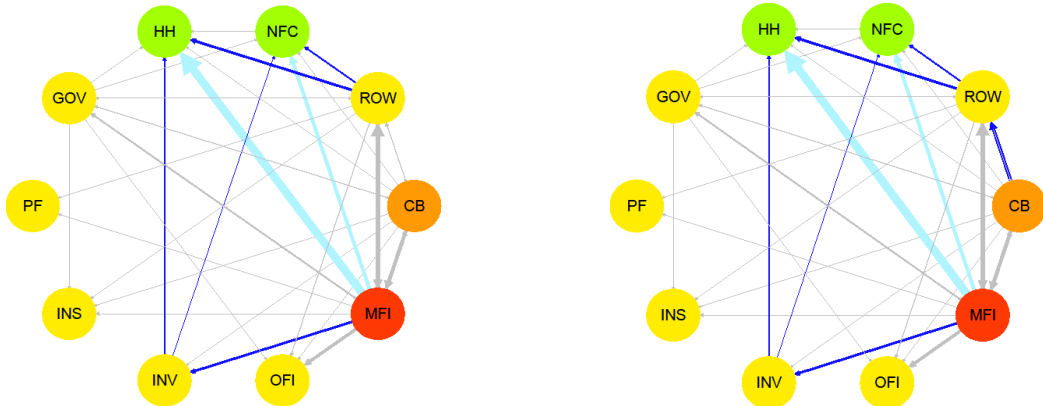 HH NFC HH NFC
GOV ROW GOV ROW
PF CB PF CB
INS MFI INS MFI
INV OFI INV OFI